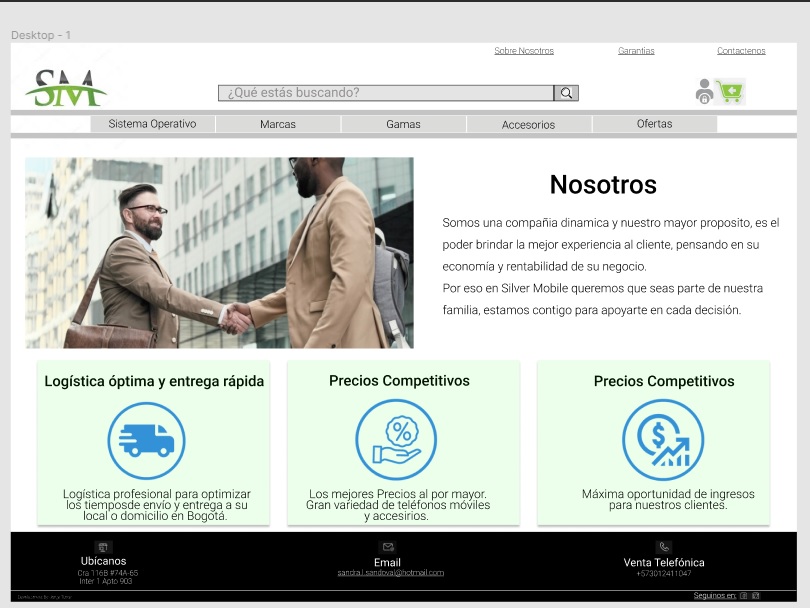 Desktop - 1
Sobre Nosotros
Garantias
Contactenos
SM
¿Qué estás buscando?
Sistema Operativo
Marcas
Gamas
Accesorios
Ofertas
Nosotros
Somos una compañia dinamica y nuestro mayor proposito, es el
poder brindar la mejor experiencia al cliente, pensando en su
economía y rentabilidad de su negocio.
Por eso en Silver Mobile queremos que seas parte de nuestra
familia, estamos contigo para apoyarte en cada decisión.
Logística óptima y entrega rápida
Logística profesional para optimizar
los tiemposde envío y entrega a su
local o domicilio en Bogotá.
Precios Competitivos
Los mejores Precios al por mayor.
Gran variedad de teléfonos móviles
y accesirios.
Precios Competitivos
Máxima oportunidad de ingresos
para nuestros clientes.
Ubícanos
Cra 116B #74A-65
Inter 1 Apto 903
Email
sandra.l.sandoval@hotmail.com
Venta Telefónica
+573012411047
Seguinos en: